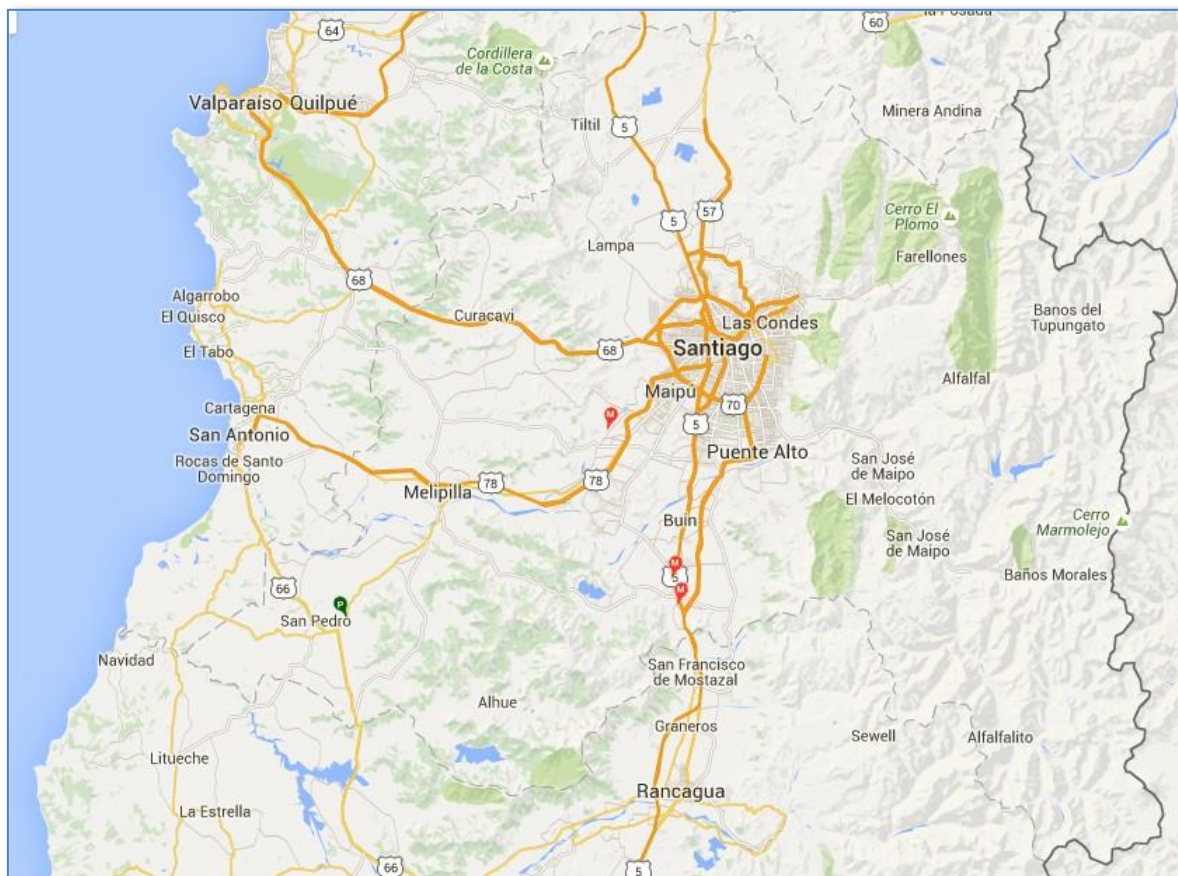 la Posada
64
60
Cordillera
de la Costa
Valparaíso Quilpué
Minera Andina
Tiltil
5
5
57
Cerro El
Plomo
Lampa
Farellones
68
Algarrobo
El Quisco
Curacavi
Las Condes
Banos del
Tupungato
El Tabo
68
Santiago
Alfalfal
Maipú
70
Cartagena
M
5
San Antonio
Puente Alto
Rocas de Santo
Domingo
San José
de Maipo
Melipilla
78
78
El Melocotón
Buin
Cerro
Marmolejo
San José
de Maipo
M
5
Baños Morales
66
M
P
San Pedro
Navidad
San Francisco
de Mostazal
Alhue
Graneros
Sewell
Alfalfalito
Litueche
Rancagua
La Estrella
66
5